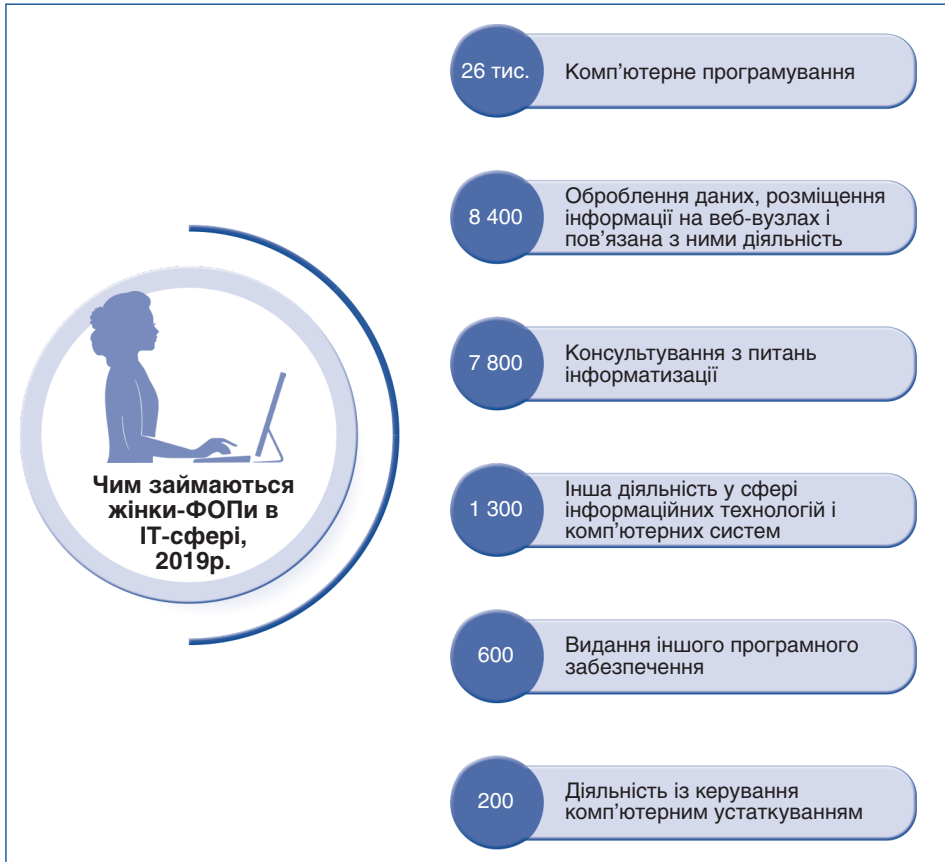 26 тис.
Комп’ютерне програмування
8 400
Оброблення даних, розміщення
інформації на веб-вузлах і
пов’язана з ними діяльність
7 800
Консультування з питань
інформатизації
Чим займаються
жінки-ФОПи в
ІТ-сфері,
2019р.
1 300
Інша діяльність у сфері
інформаційних технологій і
комп’ютерних систем
600
Видання іншого програмного
забезпечення
200
Діяльність із керування
комп’ютерним устаткуванням